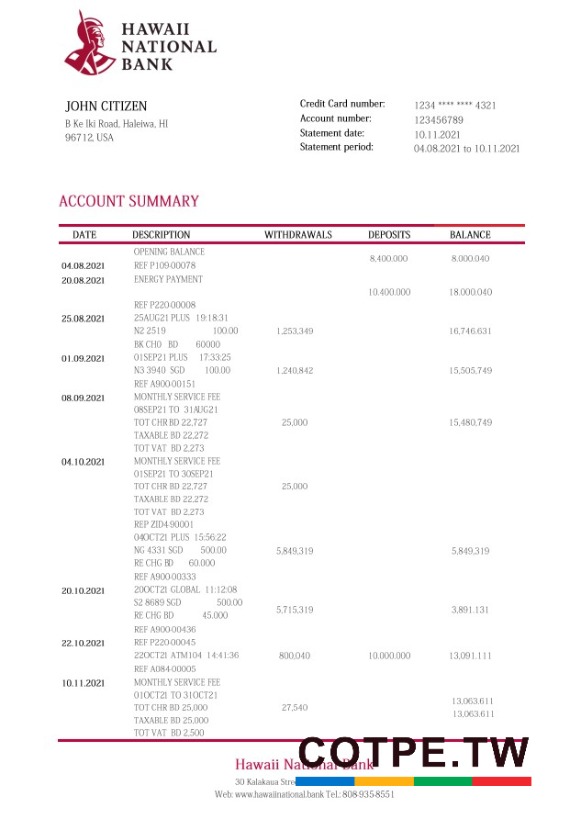 HAWAII
NATIONAL
BANK
JOHN CITIZEN
B Ke Iki Road, Haleiwa, HI
96712, USA
Credit Card number: 1234 **** **** 4321
Account number: 123456789
Statement date: 10.11.2021
Statement period: 04.08.2021 to 10.11.2021
ACCOUNT SUMMARY
DATE DESCRIPTION WITHDRAWALS DEPOSITS BALANCE
OPENING BALANCE
8,400.000 8.000.040
04.08.2021 REF P109-00078
20.08.2021 ENERGY PAYMENT
10.400.000 18.000.040
REF P220-00008
25.08.2021 25AUG21 PLUS 19:18:31
N2 2519 100.00 1,253,349 16,746.631
BK CH0 BD 60000
01.09.2021 01SEP21 PLUS 17:33:25
N3 3940 SGD 100.00 1,240,842 15,505,749
REF A900-00151
08.09.2021 MONTHLY SERVICE FEE
08SEP21 TO 31AUG21
TOT CHR BD 22,727 25,000 15,480,749
TAXABLE BD 22,272
TOT VAT BD 2,273
04.10.2021 MONTHLY SERVICE FEE
01SEP21 TO 30SEP21
TOT CHR BD 22,727 25,000
TAXABLE BD 22,272
TOT VAT BD 2,273
REP ZID4-90001
04OCT21 PLUS 15:56:22
NG 4331 SGD 500.00 5,849,319 5,849,319
RE CHG BD 60.000
REF A900-00333
20.10.2021 20OCT21 GLOBAL 11:12:08
S2 8689 SGD 500.00
5,715,319 3,891.131
RE CHG BD 45.000
REF A900-00436
22.10.2021 REF P220-00045
22OCT21 ATM104 14:41:36 800,040 10.000.000 13,091.111
REF A084-00005
10.11.2021 MONTHLY SERVICE FEE
01OCT21 TO 31OCT21
13,063,611
TOT CHR BD 25,000 27,540
13,063.611
TAXABLE BD 25,000
TOT VAT BD 2,500
COTPE.TW
Hawaii National Bank
30 Kalakaua
Web: www.hawaiinational.bank Tel.: 808-935-8551